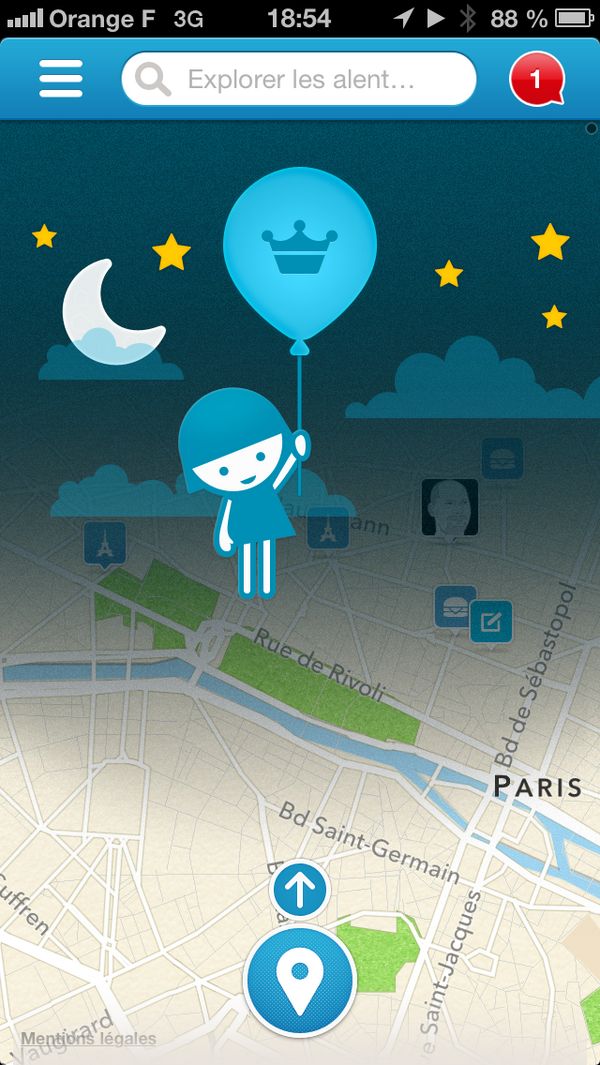 Orange F 3G 18:54 88 %
Explorer les alent…
1
Rue de Rivoli
Bd de Sébastopol
PARIS
Bd Saint-Germain
Suffren
Saint-Jacques
Vaugirard
Mentions légales